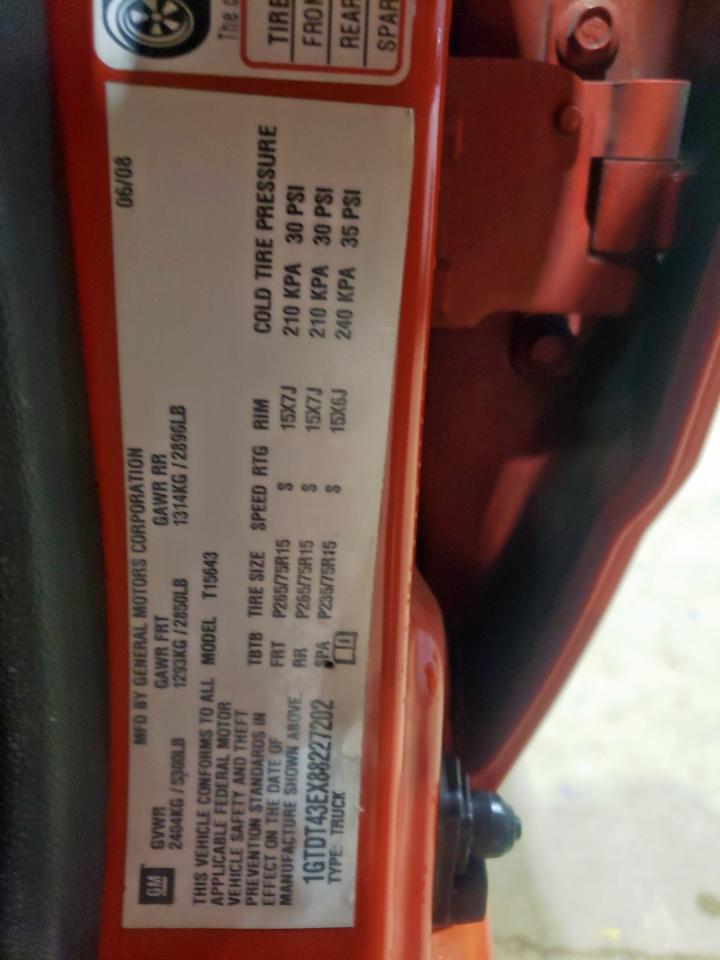 The
TIRE
FRON
REAR
SPAR
MFD BY GENERAL MOTORS CORPORATION 06/08
GM
GVWR GAWR FRT GAWR RR
2404KG / 5300LB 1293KG / 2850LB 1314KG / 2896LB
THIS VEHICLE CONFORMS TO ALL
APPLICABLE FEDERAL MOTOR
VEHICLE SAFETY AND THEFT
PREVENTION STANDARDS IN
EFFECT ON THE DATE OF
MANUFACTURE SHOWN ABOVE.
1GTDT43EX88227202
TYPE: TRUCK
MODEL T15643
TBTB TIRE SIZE SPEED RTG RIM COLD TIRE PRESSURE
FRT P265/75R15 S 15X7J 210 KPA 30 PSI
RR P265/75R15 S 15X7J 210 KPA 30 PSI
SPA P235/75R15 S 15X6J 240 KPA 35 PSI